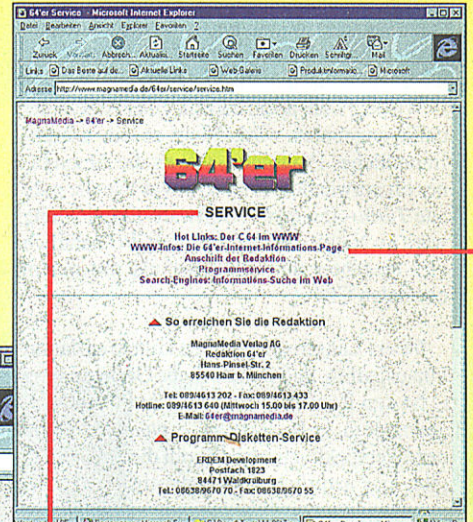 64'er Service - Microsoft Internet Explorer
Datei Bearbeiten Ansicht Explorer Favoriten ?
Zurück Abbrech... Aktualis. Startseite Suchen Favoriten Drucken Schriftgr... Mail
Links Das Beste auf de... Aktuelle Links Web-Galerie Produktinformatio... Microsoft
Adresse http://www.magnamedia.de/64er/service/service.htm
MagnaMedia -> 64'er -> Service
64'er
SERVICE
Hot Links: Der C 64 im WWW
WWW-Infos: Die 64'er-Internet-Informations-Page.
Anschrift der Redaktion
Programmservice
Search-Engines: Informations-Suche im Web
So erreichen Sie die Redaktion
MagnaMedia Verlag AG
Redaktion 64'er
Hans-Pinsel-Str. 2
85540 Haar b. München
Tel: 089/4613 202 - Fax: 089/4613 433
Hotline: 089/4613 640 (Mittwoch 15.00 bis 17.00 Uhr)
E-Mail: 64er@magnamedia.de
Programm-Disketten-Service
ERDEM Development
Postfach 1823
84471 Waldkraiburg
Tel.: 08638/9670 70 - Fax: 08638/9670 55